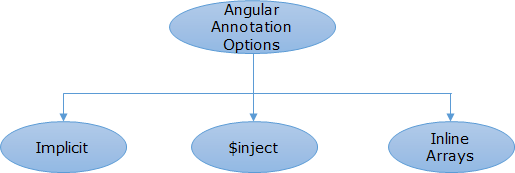 Angular
Annotation
Options
Implicit
$inject
Inline
Arrays